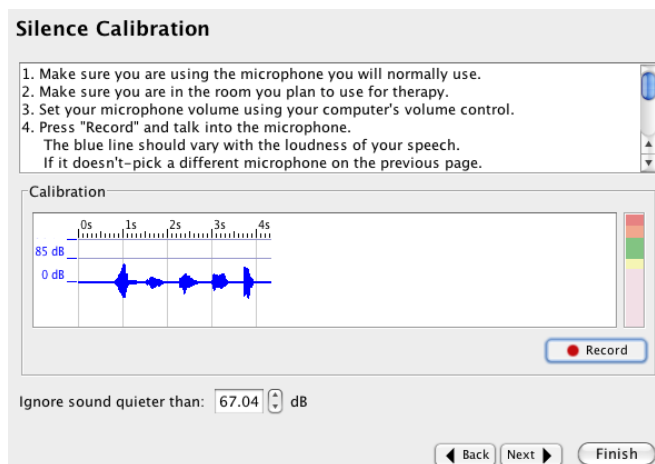 Silence Calibration
1. Make sure you are using the microphone you will normally use.
2. Make sure you are in the room you plan to use for therapy.
3. Set your microphone volume using your computer's volume control.
4. Press "Record" and talk into the microphone.
The blue line should vary with the loudness of your speech.
If it doesn't-pick a different microphone on the previous page.
Calibration
0s 1s 2s 3s 4s
85 dB
0 dB
Record
Ignore sound quieter than: 67.04 dB
Back Next Finish